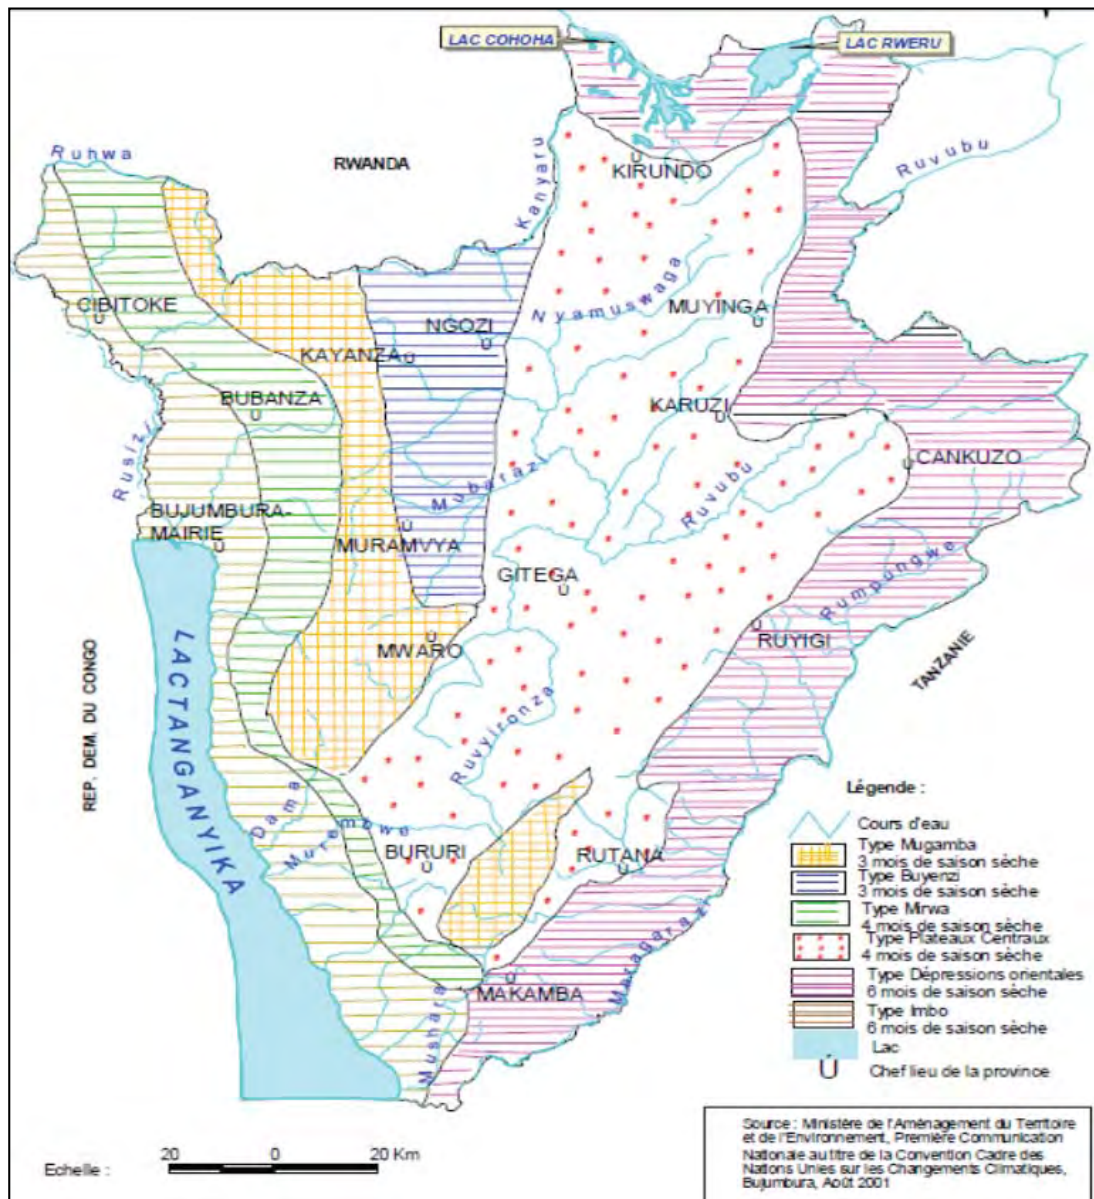 LAC COHOHA
LAC RWERU
Ruhwa
RWANDA
Kanyaru
KIRUNDO
Ruvubu
CIBITOKE
NGOZI
Nyamuswaga
MUYINGA
KAYANZA
BUBANZA
KARUZI
Rusizi
Mubarazi
Ruvubu
CANKUZO
BUJUMBURA-
MAIRIE
MURAMVYA
GITEGA
Rumpungwe
MWARO
RUYIGI
TANZANIE
REP. DEM. DU CONGO
LAC TANGANYIKA
Ruvyironza
Dama
Murembwe
BURURI
RUTANA
Maragarazi
MAKAMBA
Mushara
Légende :
Cours d'eau
Type Mugamba
3 mois de saison sèche
Type Buyenzi
3 mois de saison sèche
Type Mirwa
4 mois de saison sèche
Type Plateaux Centraux
4 mois de saison sèche
Type Dépressions orientales
6 mois de saison sèche
Type Imbo
6 mois de saison sèche
Lac
Chef lieu de la province
Echelle :
20 0 20 Km
Source : Ministère de l'Aménagement du Territoire
et de l'Environnement, Première Communication
Nationale au titre de la Convention Cadre des
Nations Unies sur les Changements Climatiques,
Bujumbura, Août 2001